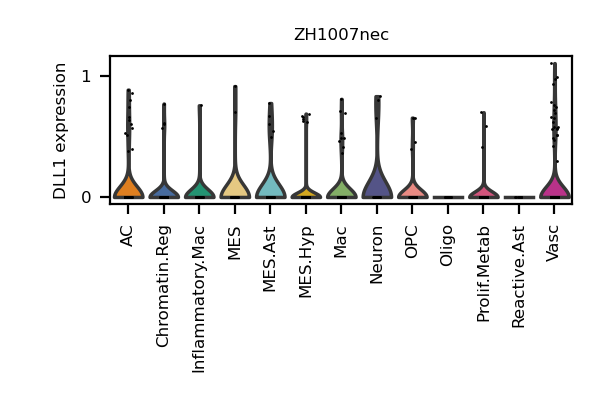 ZH1007nec
DLL1 expression
1
0
AC
Chromatin.Reg
Inflammatory.Mac
MES
MES.Ast
MES.Hyp
Mac
Neuron
OPC
Oligo
Prolif.Metab
Reactive.Ast
Vasc